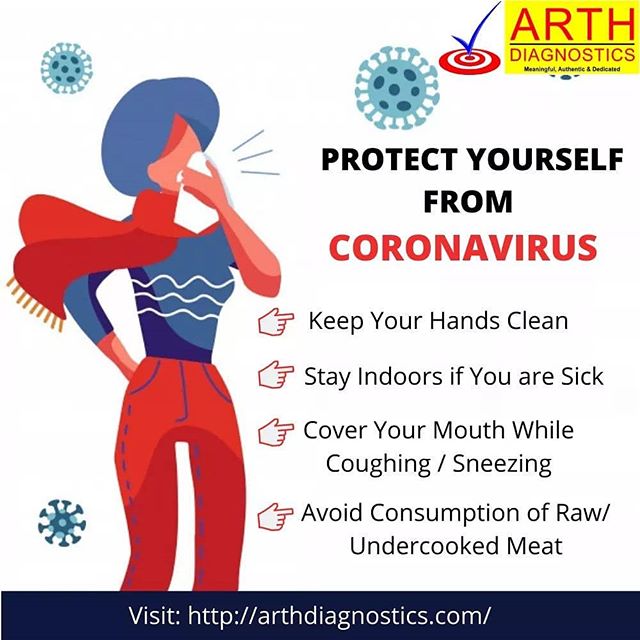 ARTH
DIAGNOSTICS
Meaningful, Authentic & Dedicated
PROTECT YOURSELF
FROM
CORONAVIRUS
Keep Your Hands Clean
Stay Indoors if You are Sick
Cover Your Mouth While
Coughing / Sneezing
Avoid Consumption of Raw/
Undercooked Meat
Visit: http://arthdiagnostics.com/